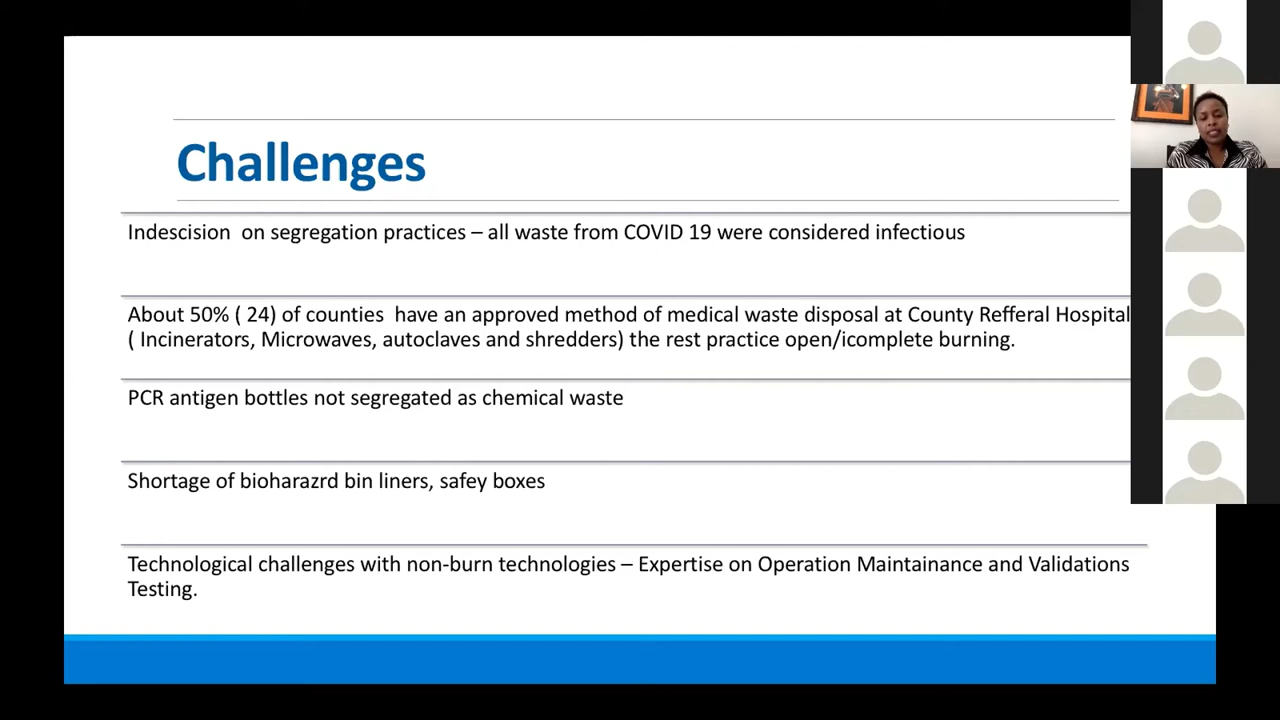 Challenges
Indescision on segregation practices – all waste from COVID 19 were considered infectious
About 50% ( 24) of counties have an approved method of medical waste disposal at County Refferal Hospital
( Incinerators, Microwaves, autoclaves and shredders) the rest practice open/icomplete burning.
PCR antigen bottles not segregated as chemical waste
Shortage of bioharazrd bin liners, safey boxes
Technological challenges with non-burn technologies – Expertise on Operation Maintainance and Validations
Testing.